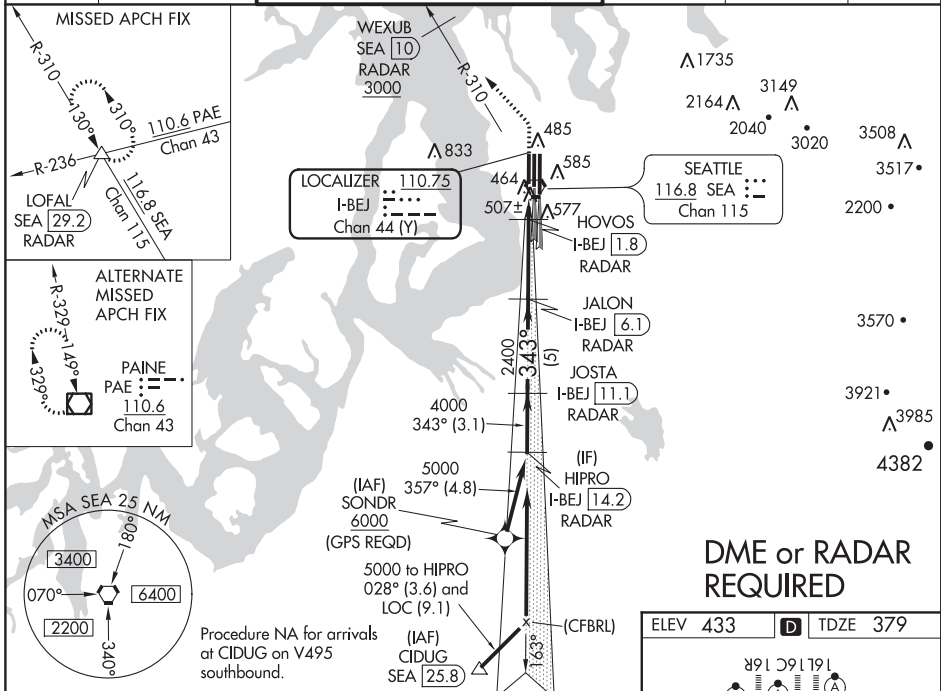 MISSED APCH FIX
R-310
310°
130°
110.6 PAE
Chan 43
R-236
116.8 SEA
Chan 115
LOFAL
SEA 29.2
RADAR
ALTERNATE
MISSED
APCH FIX
R-329
149°
329°
PAINE
PAE
110.6
Chan 43
WEXUB
SEA 10
RADAR
3000
R-310
1735
2164
3149
2040
3020
3508
3517
2200
833
485
585
464
507±
577
LOCALIZER 110.75
I-BEJ
Chan 44 (Y)
SEATTLE
116.8 SEA
Chan 115
HOVOS
I-BEJ 1.8
RADAR
JALON
I-BEJ 6.1
RADAR
2400
343°
(5)
3570
JOSTA
I-BEJ 11.1
RADAR
3921
3985
4382
4000
343° (3.1)
(IF)
HIPRO
I-BEJ 14.2
RADAR
5000
357° (4.8)
(IAF)
SONDR
6000
(GPS REQD)
5000 to HIPRO
028° (3.6) and
LOC (9.1)
(IAF)
CIDUG
SEA 25.8
(CFBRL)
163°
MSA SEA 25 NM
180°
3400
070°
6400
2200
340°
Procedure NA for arrivals
at CIDUG on V495
southbound.
DME or RADAR
REQUIRED
ELEV 433
D
TDZE 379
16R 16C 16L
A